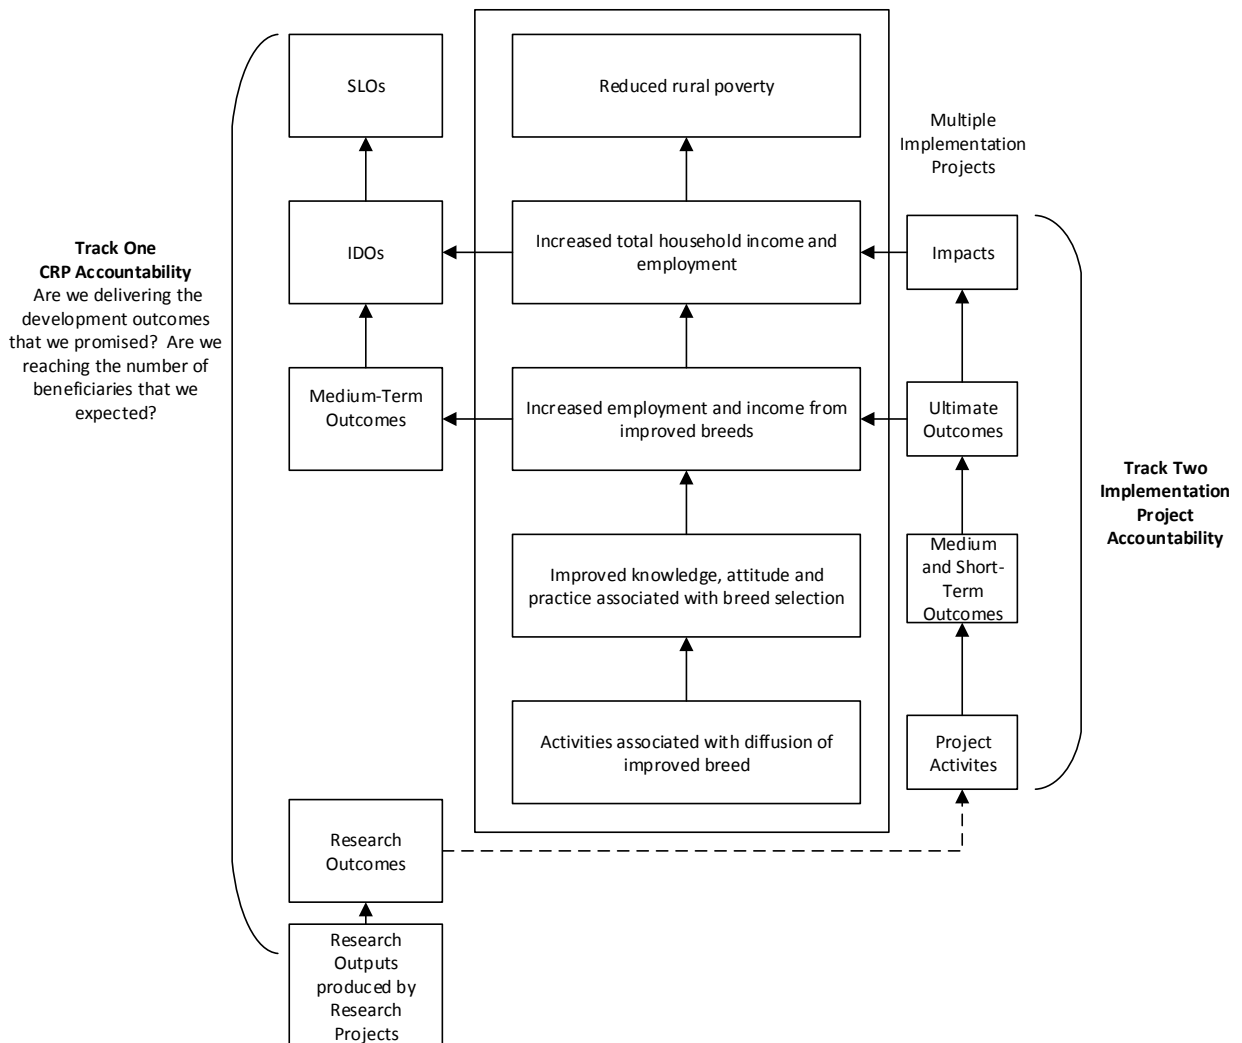 SLOs
Reduced rural poverty
Multiple
Implementation
Projects
Track One
CRP Accountability
Are we delivering the
development outcomes
that we promised?  Are we
reaching the number of
beneficiaries that we
expected?
IDOs
Increased total household income and
employment
Impacts
Medium-Term
Outcomes
Increased employment and income from
improved breeds
Ultimate
Outcomes
Track Two
Implementation
Project
Accountability
Improved knowledge, attitude and
practice associated with breed selection
Medium
and Short-
Term
Outcomes
Activities associated with diffusion of
improved breed
Project
Activites
Research
Outcomes
Research
Outputs
produced by
Research
Projects